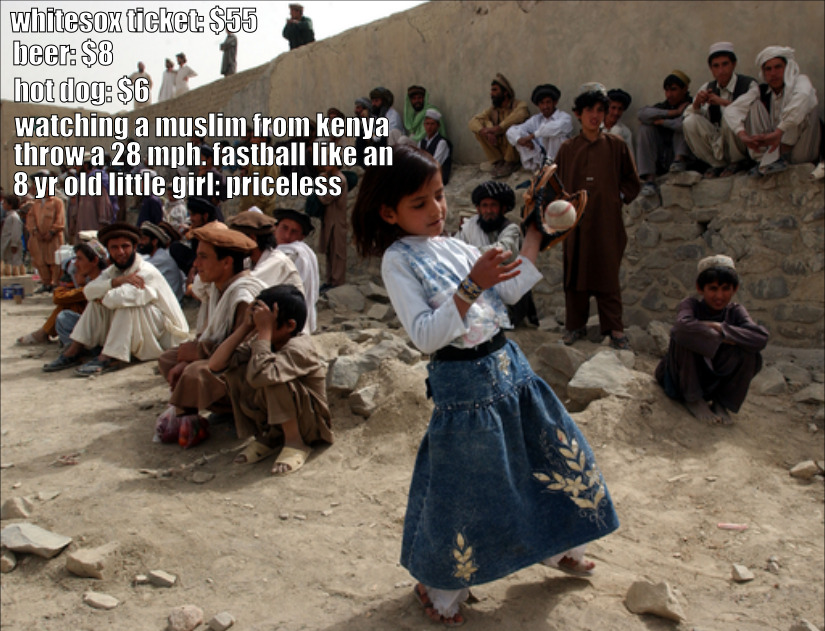 whitesox ticket: $55
beer: $8
hot dog: $6
watching a muslim from kenya
throw a 28 mph. fastball like an
8 yr old little girl: priceless